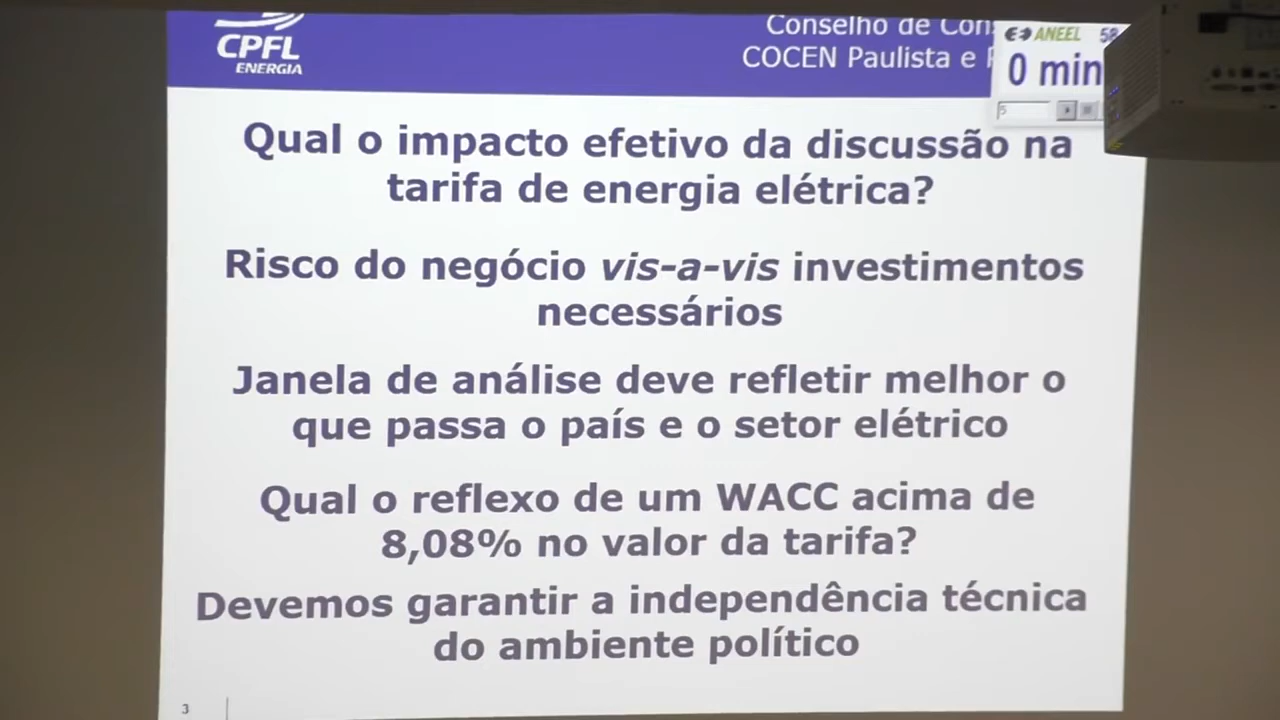 CPFL
ENERGIA
Conselho de
COCEN Paulista e
ANEEL
0 min
5
Qual o impacto efetivo da discussão na
tarifa de energia elétrica?
Risco do negócio vis-a-vis investimentos
necessários
Janela de análise deve refletir melhor o
que passa o país e o setor elétrico
Qual o reflexo de um WACC acima de
8,08% no valor da tarifa?
Devemos garantir a independência técnica
do ambiente político
3